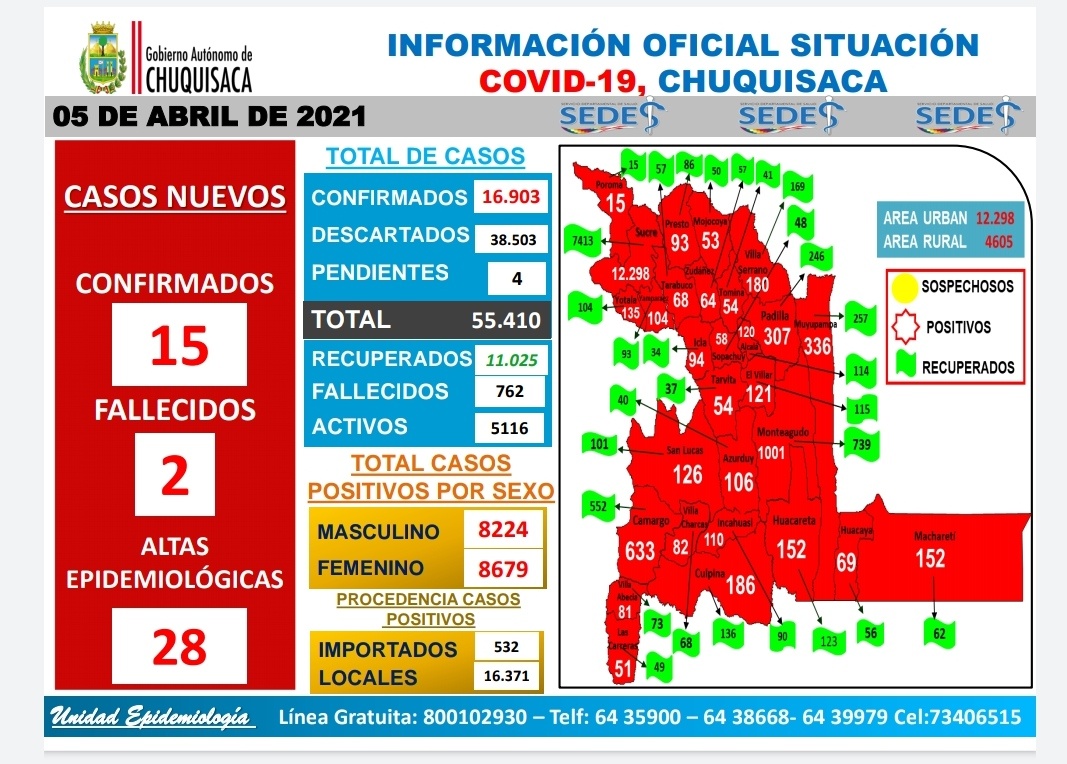 Gobierno Autónomo de
CHUQUISACA
INFORMACIÓN OFICIAL SITUACIÓN
COVID-19, CHUQUISACA
05 DE ABRIL DE 2021
SEDES
SEDES
SEDES
CASOS NUEVOS
CONFIRMADOS
15
FALLECIDOS
2
ALTAS
EPIDEMIOLÓGICAS
28
TOTAL DE CASOS
CONFIRMADOS 16.903
DESCARTADOS 38.503
PENDIENTES 4
TOTAL 55.410
RECUPERADOS 11.025
FALLECIDOS 762
ACTIVOS 5116
TOTAL CASOS
POSITIVOS POR SEXO
MASCULINO 8224
FEMENINO 8679
PROCEDENCIA CASOS
POSITIVOS
IMPORTADOS 532
LOCALES 16.371
15 57 86 50 57 41
169
48
246
Poroma
15
Presto
93
Mojocoya
53
7413
Sucre
12.298
Villa
Serrano
180
Zudañez
64
Tarabuco
68
Tomina
54
104
Yotala
135
Yamparaez
104
Padilla
307
Muyupampa
336
257
93
34
Icla
94
58
Sopachuy
120
Alcala
114
37
Tarvita
54
El Villar
121
115
40
Monteagudo
1001
739
101
San Lucas
126
Azurduy
106
552
Camargo
633
Villa
Charcas
82
Incahuasi
110
Huacareta
152
Huacaya
69
Macharetí
152
Culpina
186
Villa
Abecia
81
73
Las
Carreras
51
49
68
136
90
123
56
62
AREA URBAN 12.298
AREA RURAL 4605
SOSPECHOSOS
POSITIVOS
RECUPERADOS
Unidad Epidemiología Línea Gratuita: 800102930 – Telf: 64 35900 – 64 38668- 64 39979 Cel:73406515